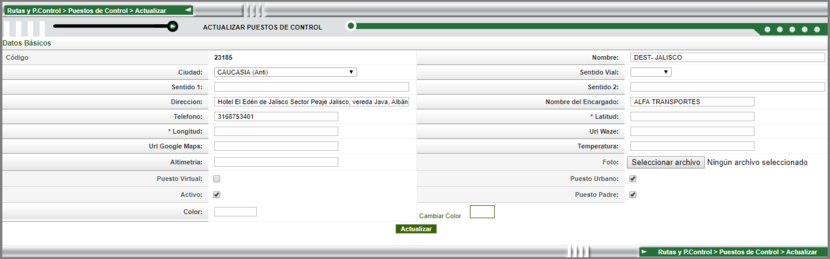 Rutas y P.Control > Puestos de Control > Actualizar
ACTUALIZAR PUESTOS DE CONTROL
Datos Básicos
Código 23185 Nombre: DEST- JALISCO
Ciudad: CAUCASIA (Anti) Sentido Vial:
Sentido 1: Sentido 2:
Direccion: Hotel El Edén de Jalisco Sector Peaje Jalisco, vereda Java, Albán Nombre del Encargado: ALFA TRANSPORTES
Telefono: 3168753401 * Latitud:
* Longitud: Url Waze:
Url Google Maps: Temperatura:
Altimetria: Foto: Seleccionar archivo Ningún archivo seleccionado
Puesto Virtual: Puesto Urbano:
Activo: Puesto Padre:
Color: Cambiar Color
Actualizar
Rutas y P.Control > Puestos de Control > Actualizar